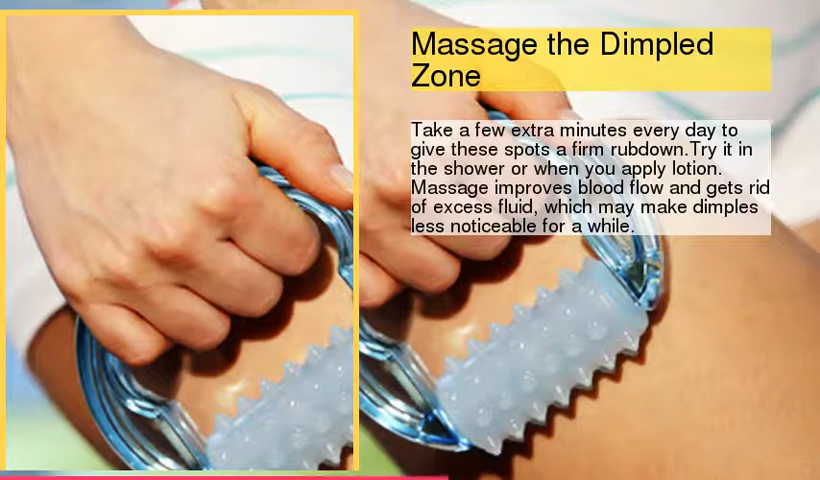 Massage the Dimpled
Zone
Take a few extra minutes every day to
give these spots a firm rubdown.Try it in
the shower or when you apply lotion.
Massage improves blood flow and gets rid
of excess fluid, which may make dimples
less noticeable for a while.